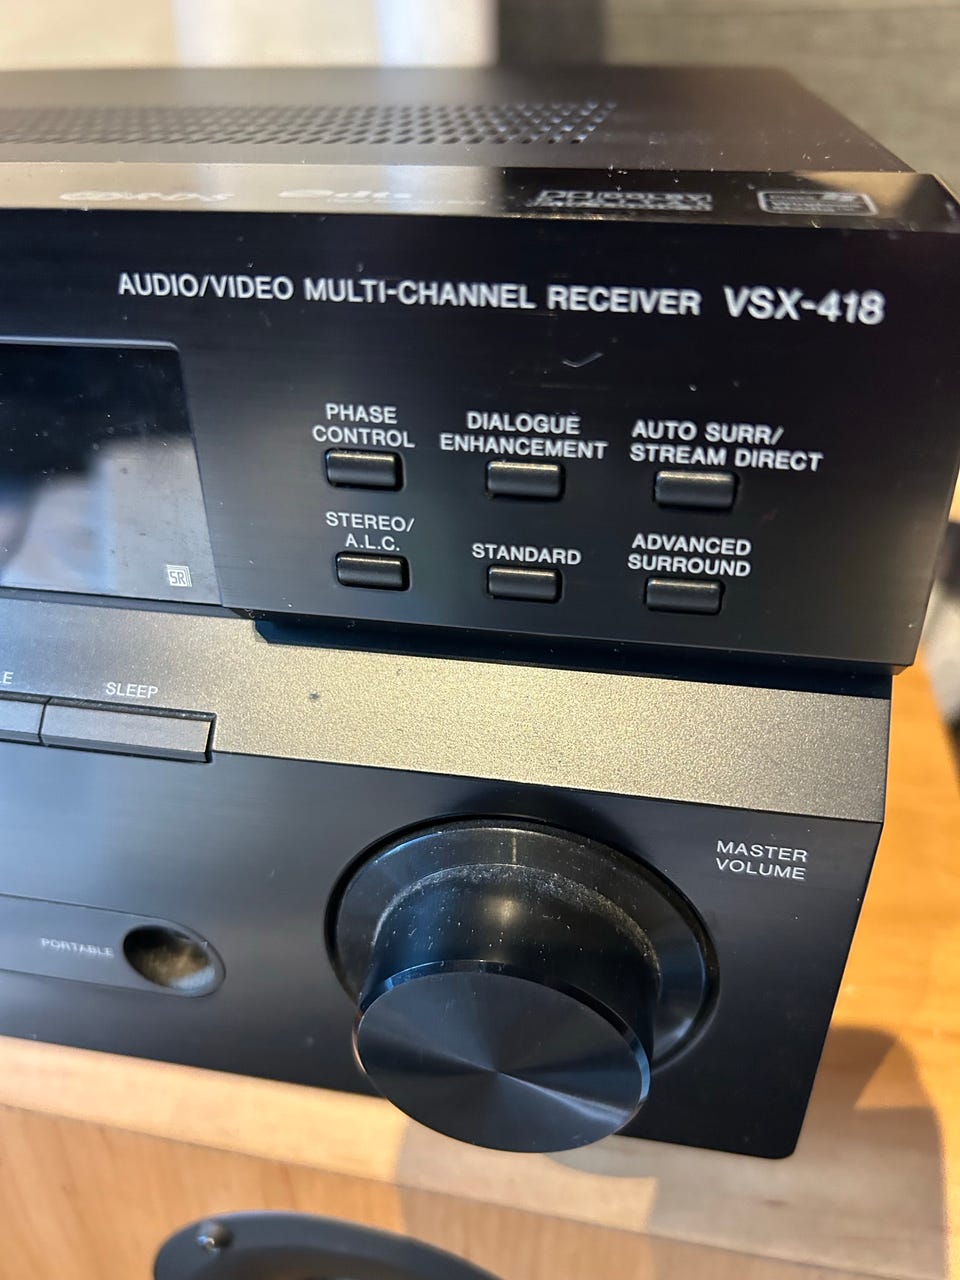 AUDIO/VIDEO MULTI-CHANNEL RECEIVER VSX-418
PHASE
CONTROL
DIALOGUE
ENHANCEMENT
AUTO SURR/
STREAM DIRECT
STEREO/
A.L.C.
STANDARD
ADVANCED
SURROUND
SR
SLEEP
MASTER
VOLUME
PORTABLE